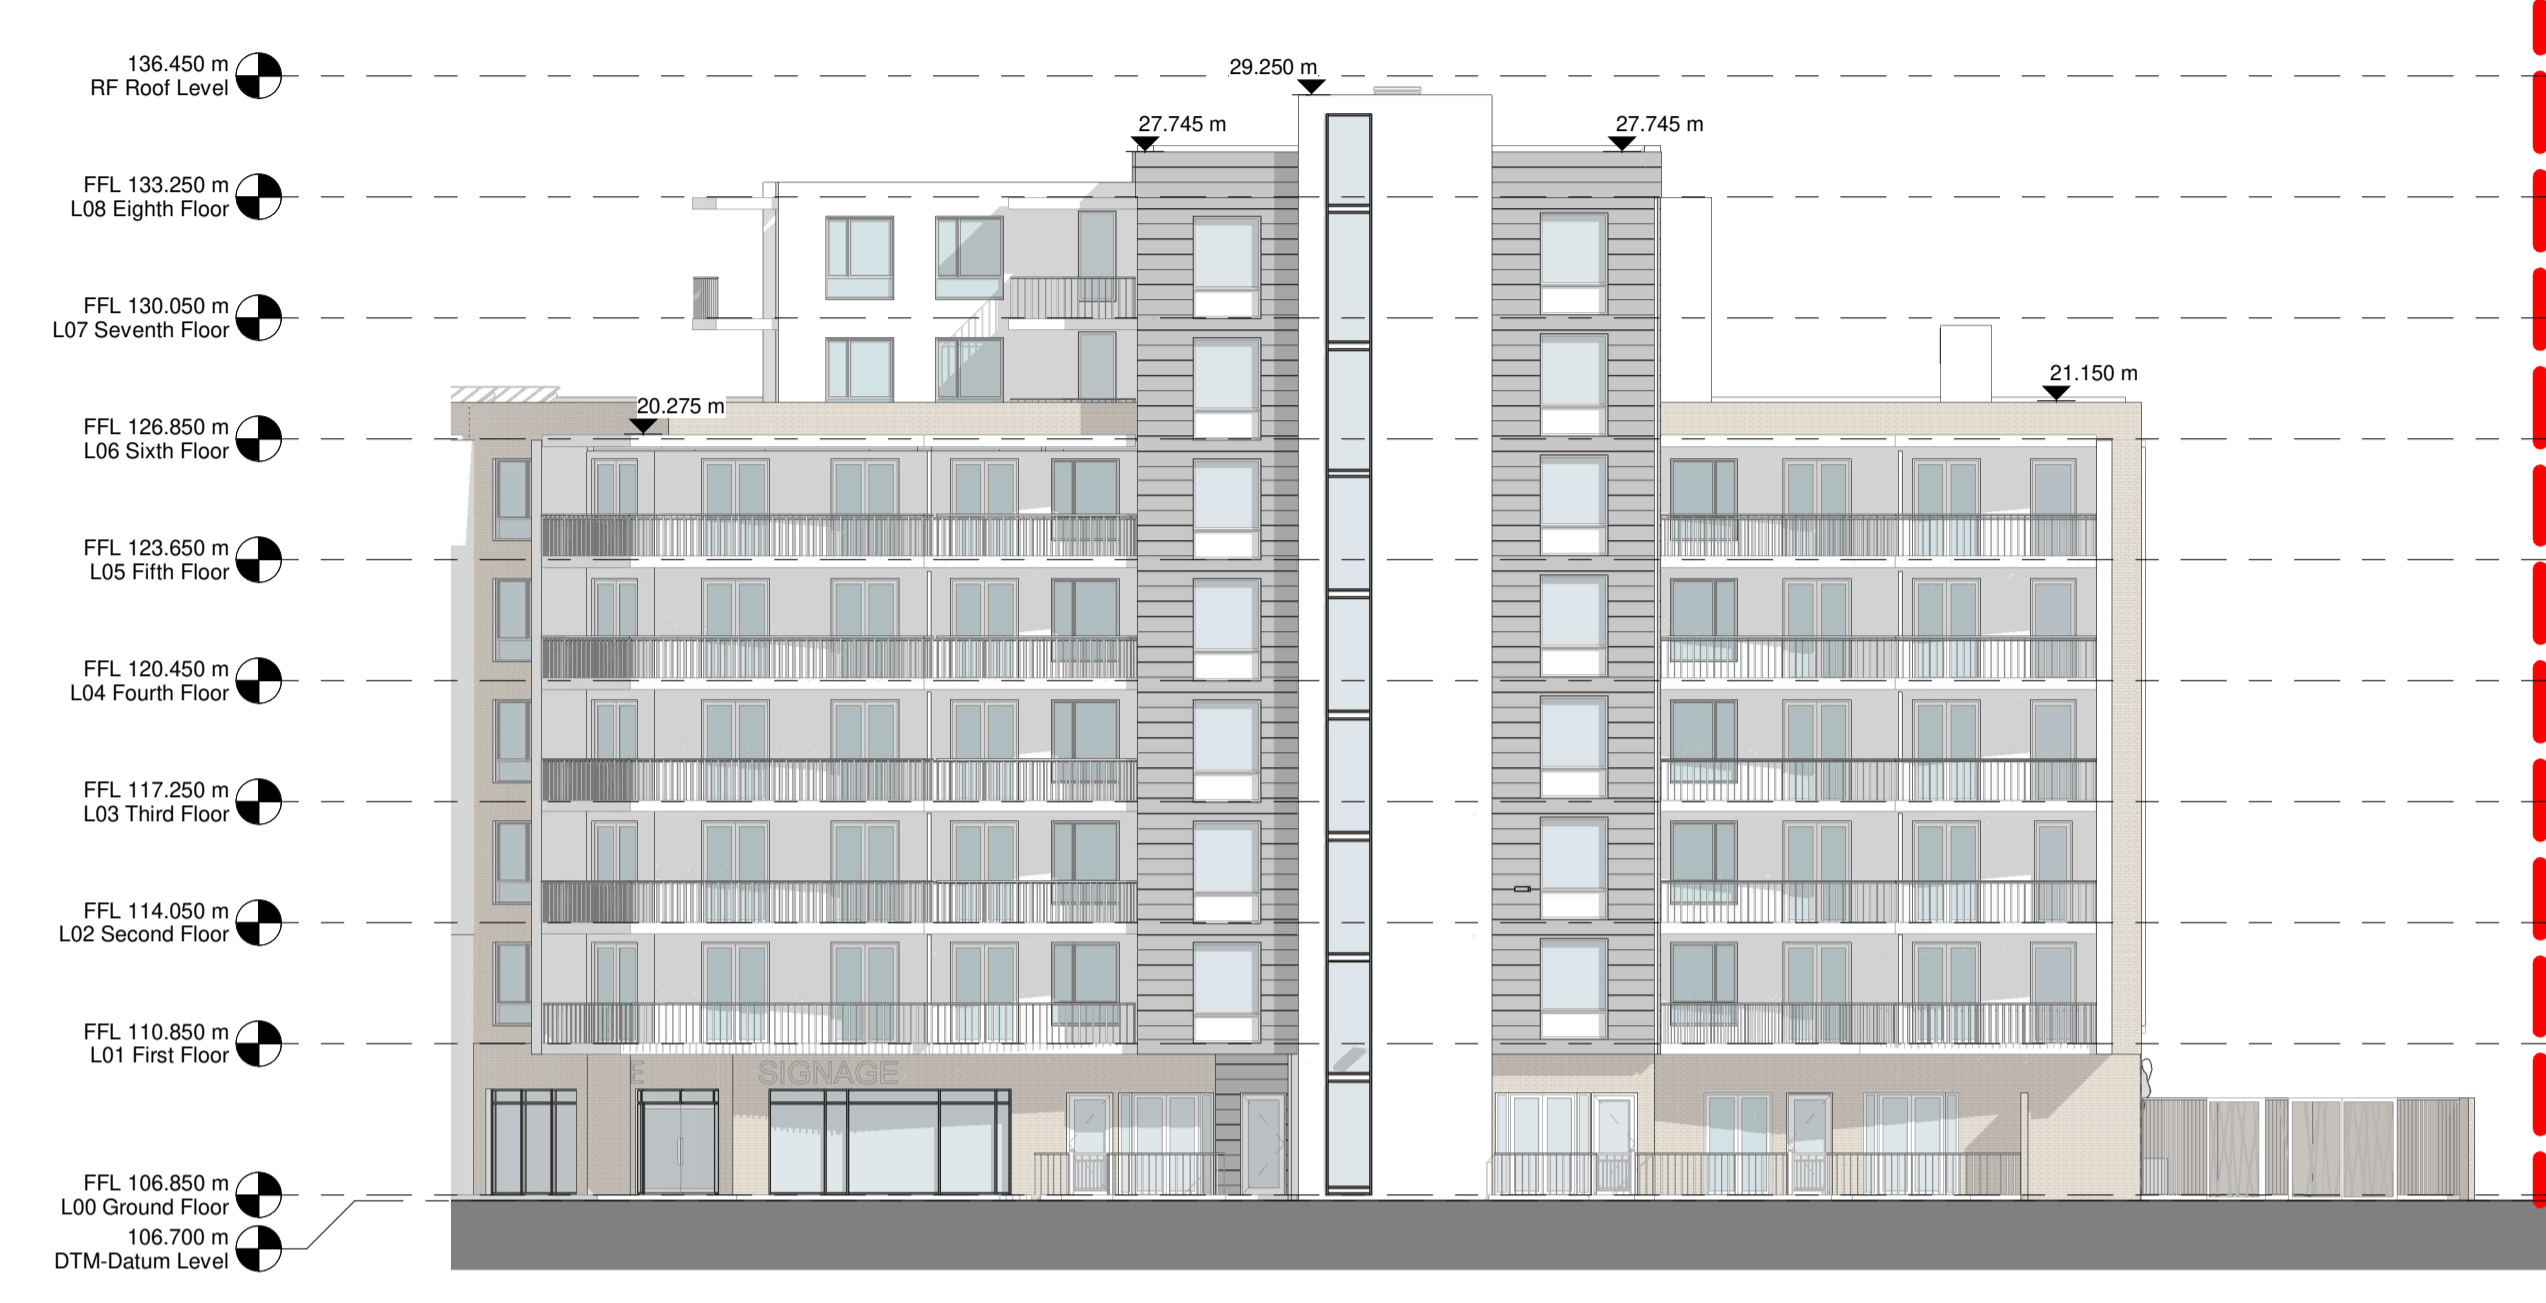 136.450 m
RF Roof Level
29.250 m
27.745 m
27.745 m
FFL 133.250 m
L08 Eighth Floor
FFL 130.050 m
L07 Seventh Floor
21.150 m
20.275 m
FFL 126.850 m
L06 Sixth Floor
FFL 123.650 m
L05 Fifth Floor
FFL 120.450 m
L04 Fourth Floor
FFL 117.250 m
L03 Third Floor
FFL 114.050 m
L02 Second Floor
FFL 110.850 m
L01 First Floor
E
SIGNAGE
FFL 106.850 m
L00 Ground Floor
106.700 m
DTM-Datum Level